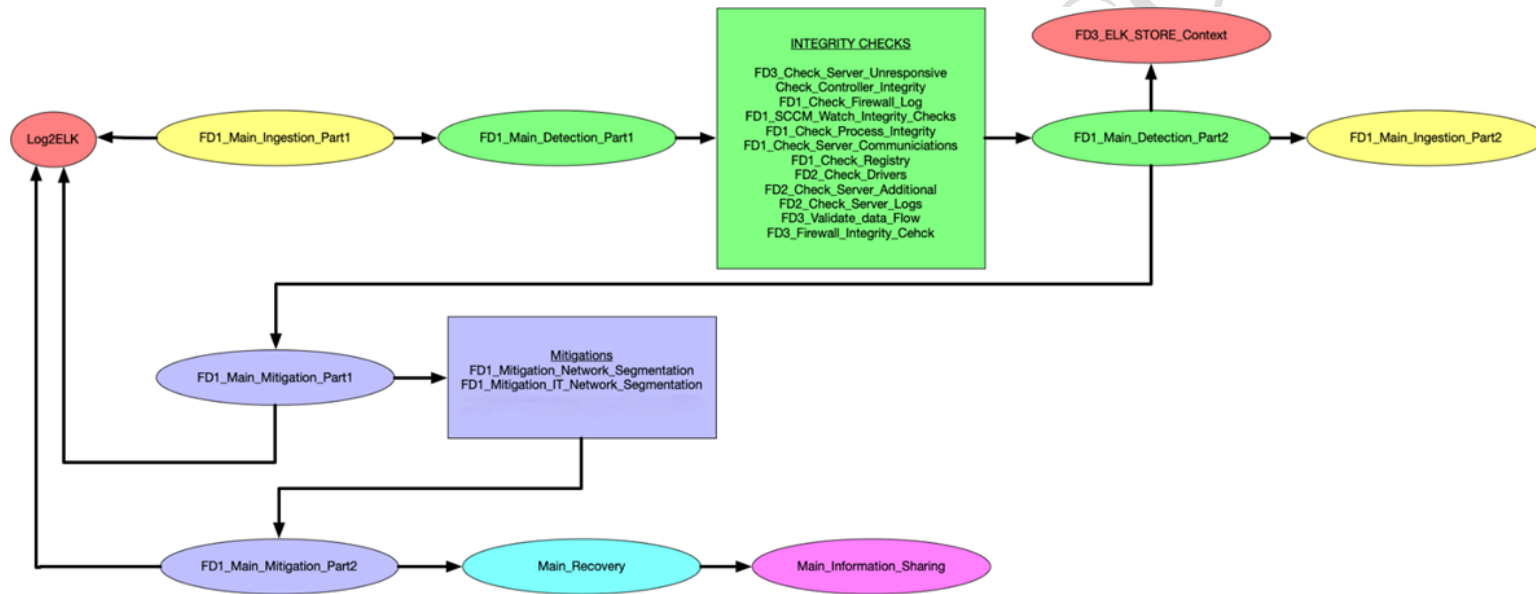 FD3_ELK_STORE_Context
INTEGRITY CHECKS
FD3_Check_Server_Unresponsive
Check_Controller_Integrity
FD1_Check_Firewall_Log
FD1_SCCM_Watch_Integrity_Checks
FD1_Check_Process_Integrity
FD1_Check_Server_Communiciations
FD1_Check_Registry
FD2_Check_Drivers
FD2_Check_Server_Additional
FD2_Check_Server_Logs
FD3_Validate_data_Flow
FD3_Firewall_Integrity_Cehck
Log2ELK
FD1_Main_Ingestion_Part1
FD1_Main_Detection_Part1
FD1_Main_Detection_Part2
FD1_Main_Ingestion_Part2
FD1_Main_Mitigation_Part1
Mitigations
FD1_Mitigation_Network_Segmentation
FD1_Mitigation_IT_Network_Segmentation
FD1_Main_Mitigation_Part2
Main_Recovery
Main_Information_Sharing